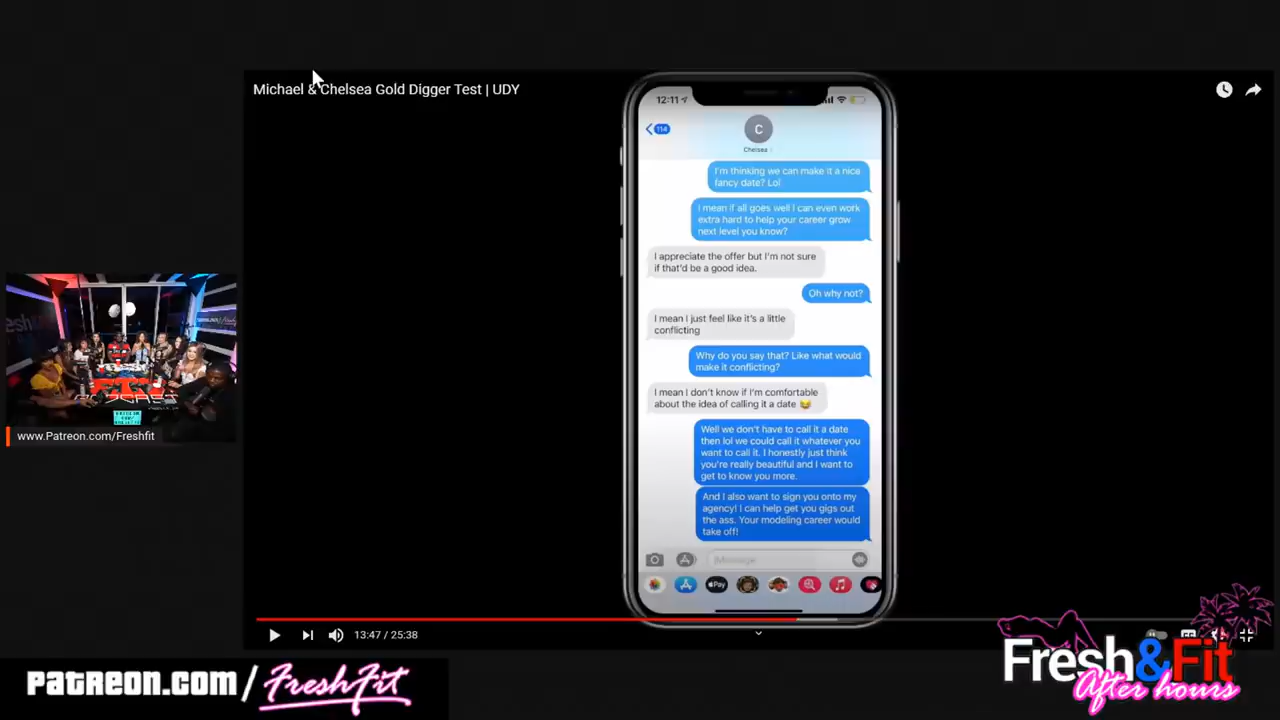 Michael & Chelsea Gold Digger Test | UDY
12:11
114
C
Chelsea
I'm thinking we can make it a nice
fancy date? Lol
I mean if all goes well I can even work
extra hard to help your career grow
next level you know?
I appreciate the offer but I'm not sure
if that'd be a good idea.
Oh why not?
I mean I just feel like it's a little
conflicting
Why do you say that? Like what would
make it conflicting?
I mean I don't know if I'm comfortable
about the idea of calling it a date 😂
Well we don't have to call it a date
then lol we could call it whatever you
want to call it. I honestly just think
you're really beautiful and I want to
get to know you more.
And I also want to sign you onto my
agency! I can help get you gigs out
the ass. Your modeling career would
take off!
iMessage
Pay
www.Patreon.com/Freshfit
13:47 / 25:38
PATREON.COM/FRESHFIT
Fresh&Fit
After hours